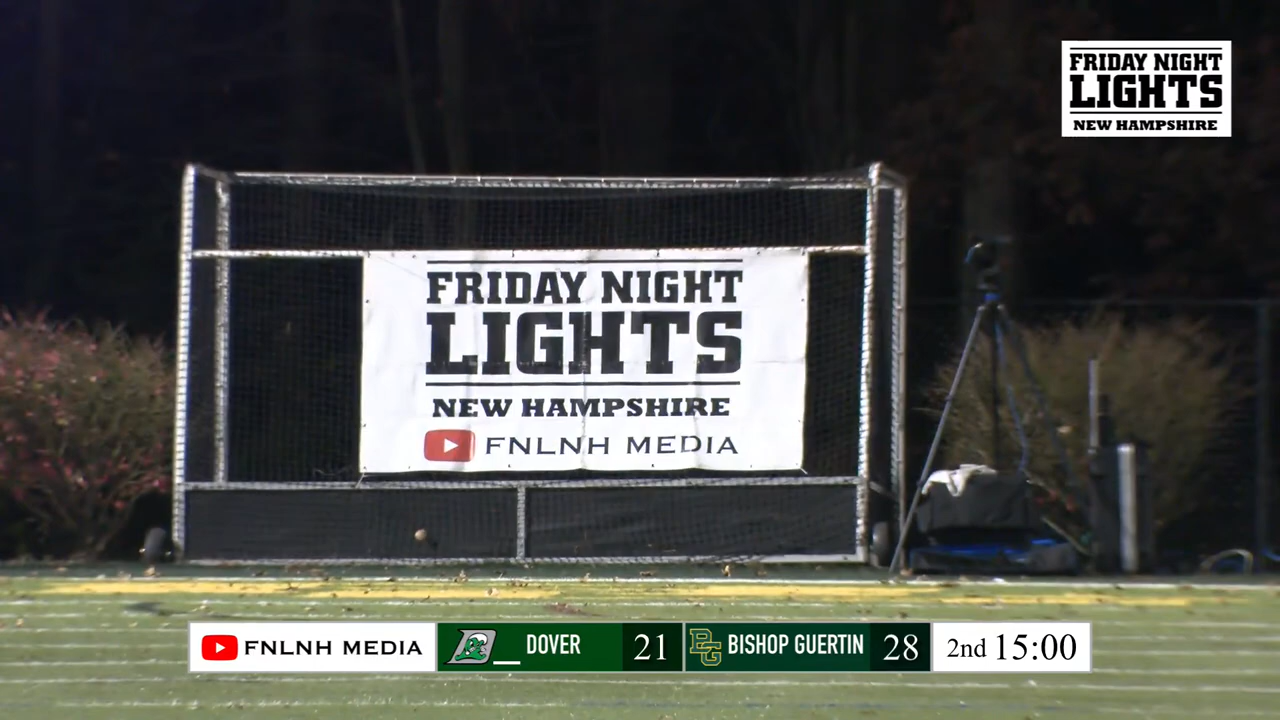 FRIDAY NIGHT
LIGHTS
NEW HAMPSHIRE
FRIDAY NIGHT
LIGHTS
NEW HAMPSHIRE
FNLNH MEDIA
FNLNH MEDIA DOVER 21 BG BISHOP GUERTIN 28 2nd 15:00